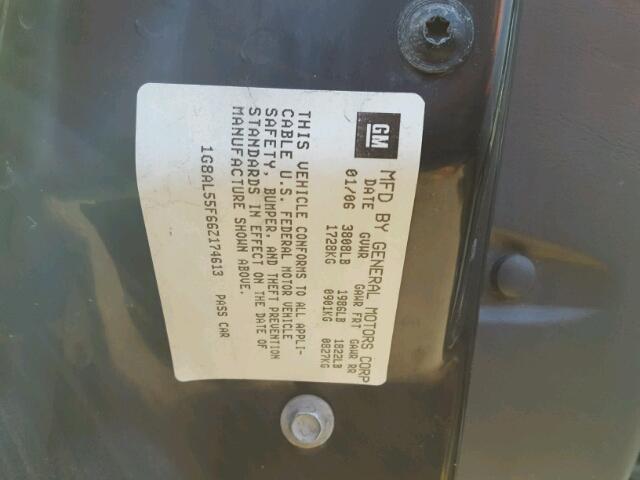 GM MFD BY GENERAL MOTORS CORP
DATE GVWR GAWR FRT GAWR RR
01/06 3808LB 1986LB 1822LB
1728KG 0901KG 0827KG
THIS VEHICLE CONFORMS TO ALL APPLI-
CABLE U.S. FEDERAL MOTOR VEHICLE
SAFETY, BUMPER, AND THEFT PREVENTION
STANDARDS IN EFFECT ON THE DATE OF
MANUFACTURE SHOWN ABOVE.
1G8AL55F66Z174613 PASS CAR